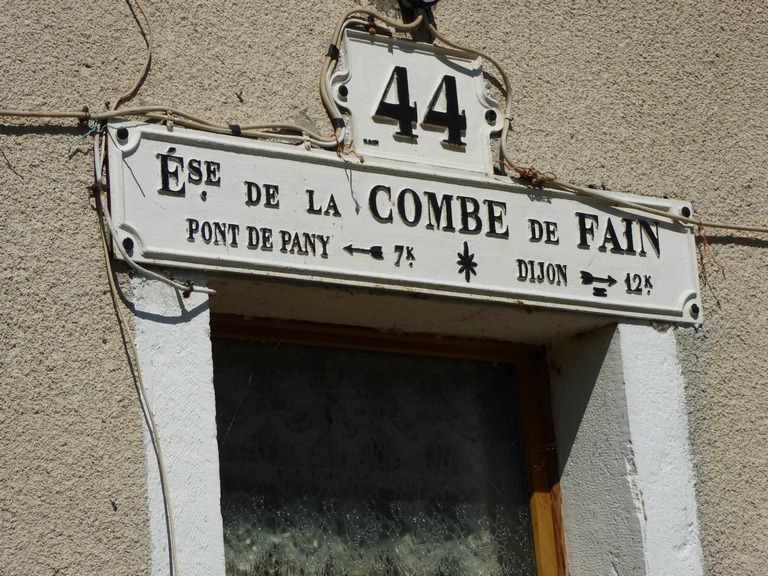 44
ÉSE DE LA COMBE DE FAIN
PONT DE PANY 7K DIJON 12K